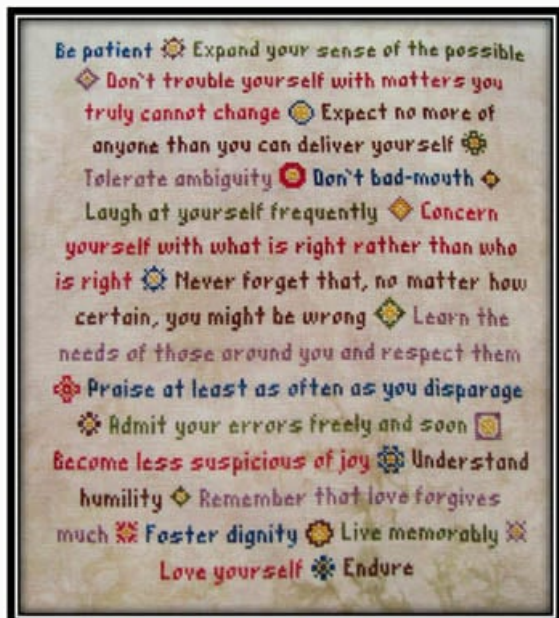 Be patient Expand your sense of the possible
Don't trouble yourself with matters you
truly cannot change Expect no more of
anyone than you can deliver yourself
Tolerate ambiguity Don't bad-mouth
Laugh at yourself frequently Concern
yourself with what is right rather than who
is right Never forget that, no matter how
certain, you might be wrong Learn the
needs of those around you and respect them
Praise at least as often as you disparage
Admit your errors freely and soon
Become less suspicious of joy Understand
humility Remember that love forgives
much Foster dignity Live memorably
Love yourself Endure